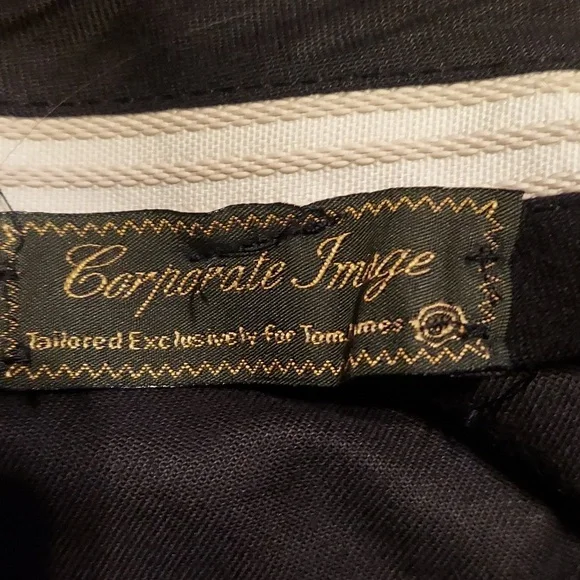 Corporate Image
Tailored Exclusively for Tom James